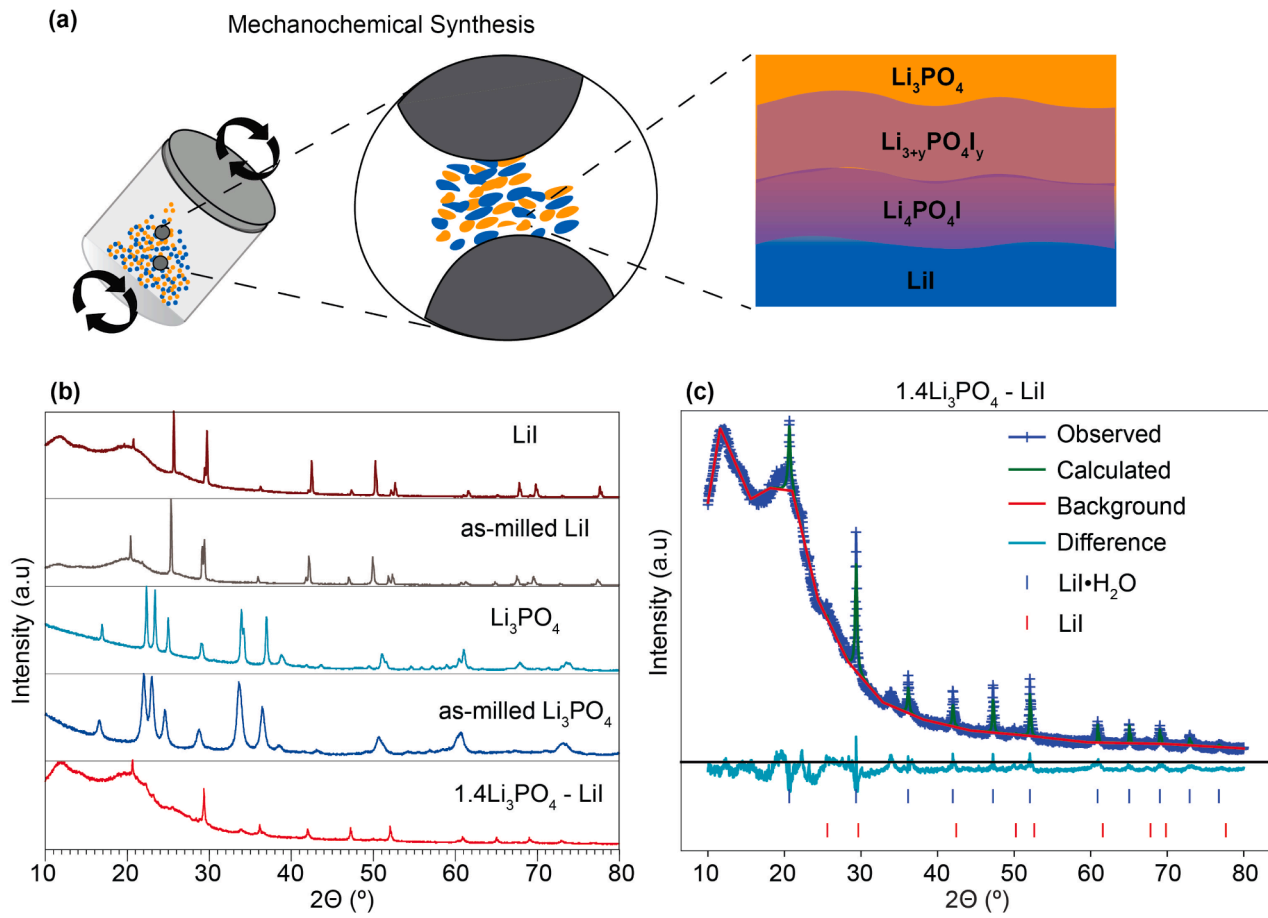 (a)
Mechanochemical Synthesis
Li₃PO₄
Li₃₊yPO₄Iy
Li₄PO₄I
LiI
(b)
LiI
as-milled LiI
Li₃PO₄
as-milled Li₃PO₄
1.4Li₃PO₄ - LiI
Intensity (a.u)
10 20 30 40 50 60 70 80
2Θ (º)
(c)
1.4Li₃PO₄ - LiI
Observed
Calculated
Background
Difference
LiI•H₂O
LiI
Intensity (a.u)
10 20 30 40 50 60 70 80
2Θ (º)